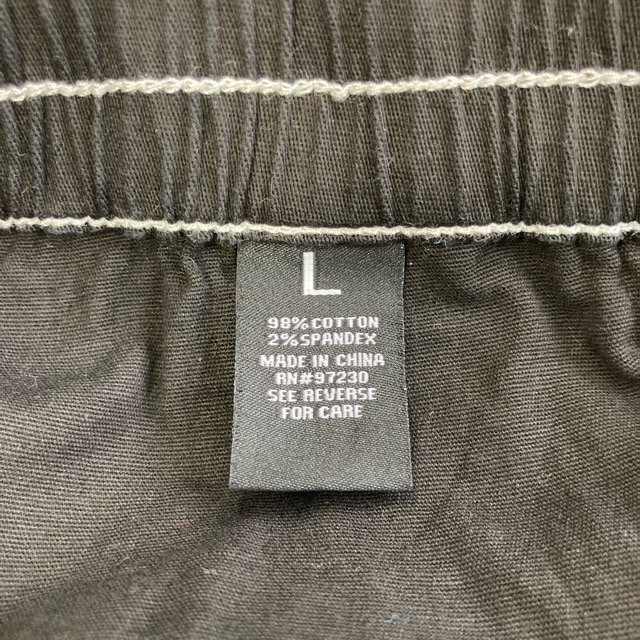 L
98%COTTON
2%SPANDEX
MADE IN CHINA
RN#97230
SEE REVERSE
FOR CARE